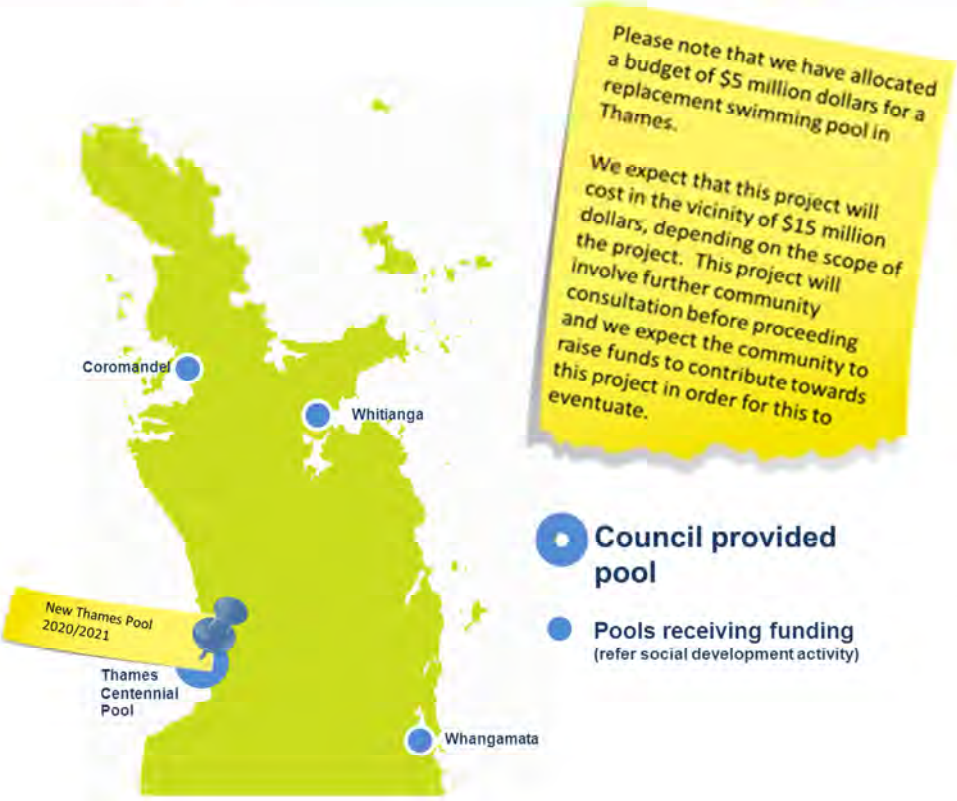 Please note that we have allocated
a budget of $5 million dollars for a
replacement swimming pool in
Thames.
We expect that this project will
cost in the vicinity of $15 million
dollars, depending on the scope of
the project. This project will
involve further community
consultation before proceeding
and we expect the community to
raise funds to contribute towards
this project in order for this to
eventuate.
Coromandel
Whitianga
Council provided
pool
New Thames Pool
2020/2021
Pools receiving funding
(refer social development activity)
Thames
Centennial
Pool
Whangamata